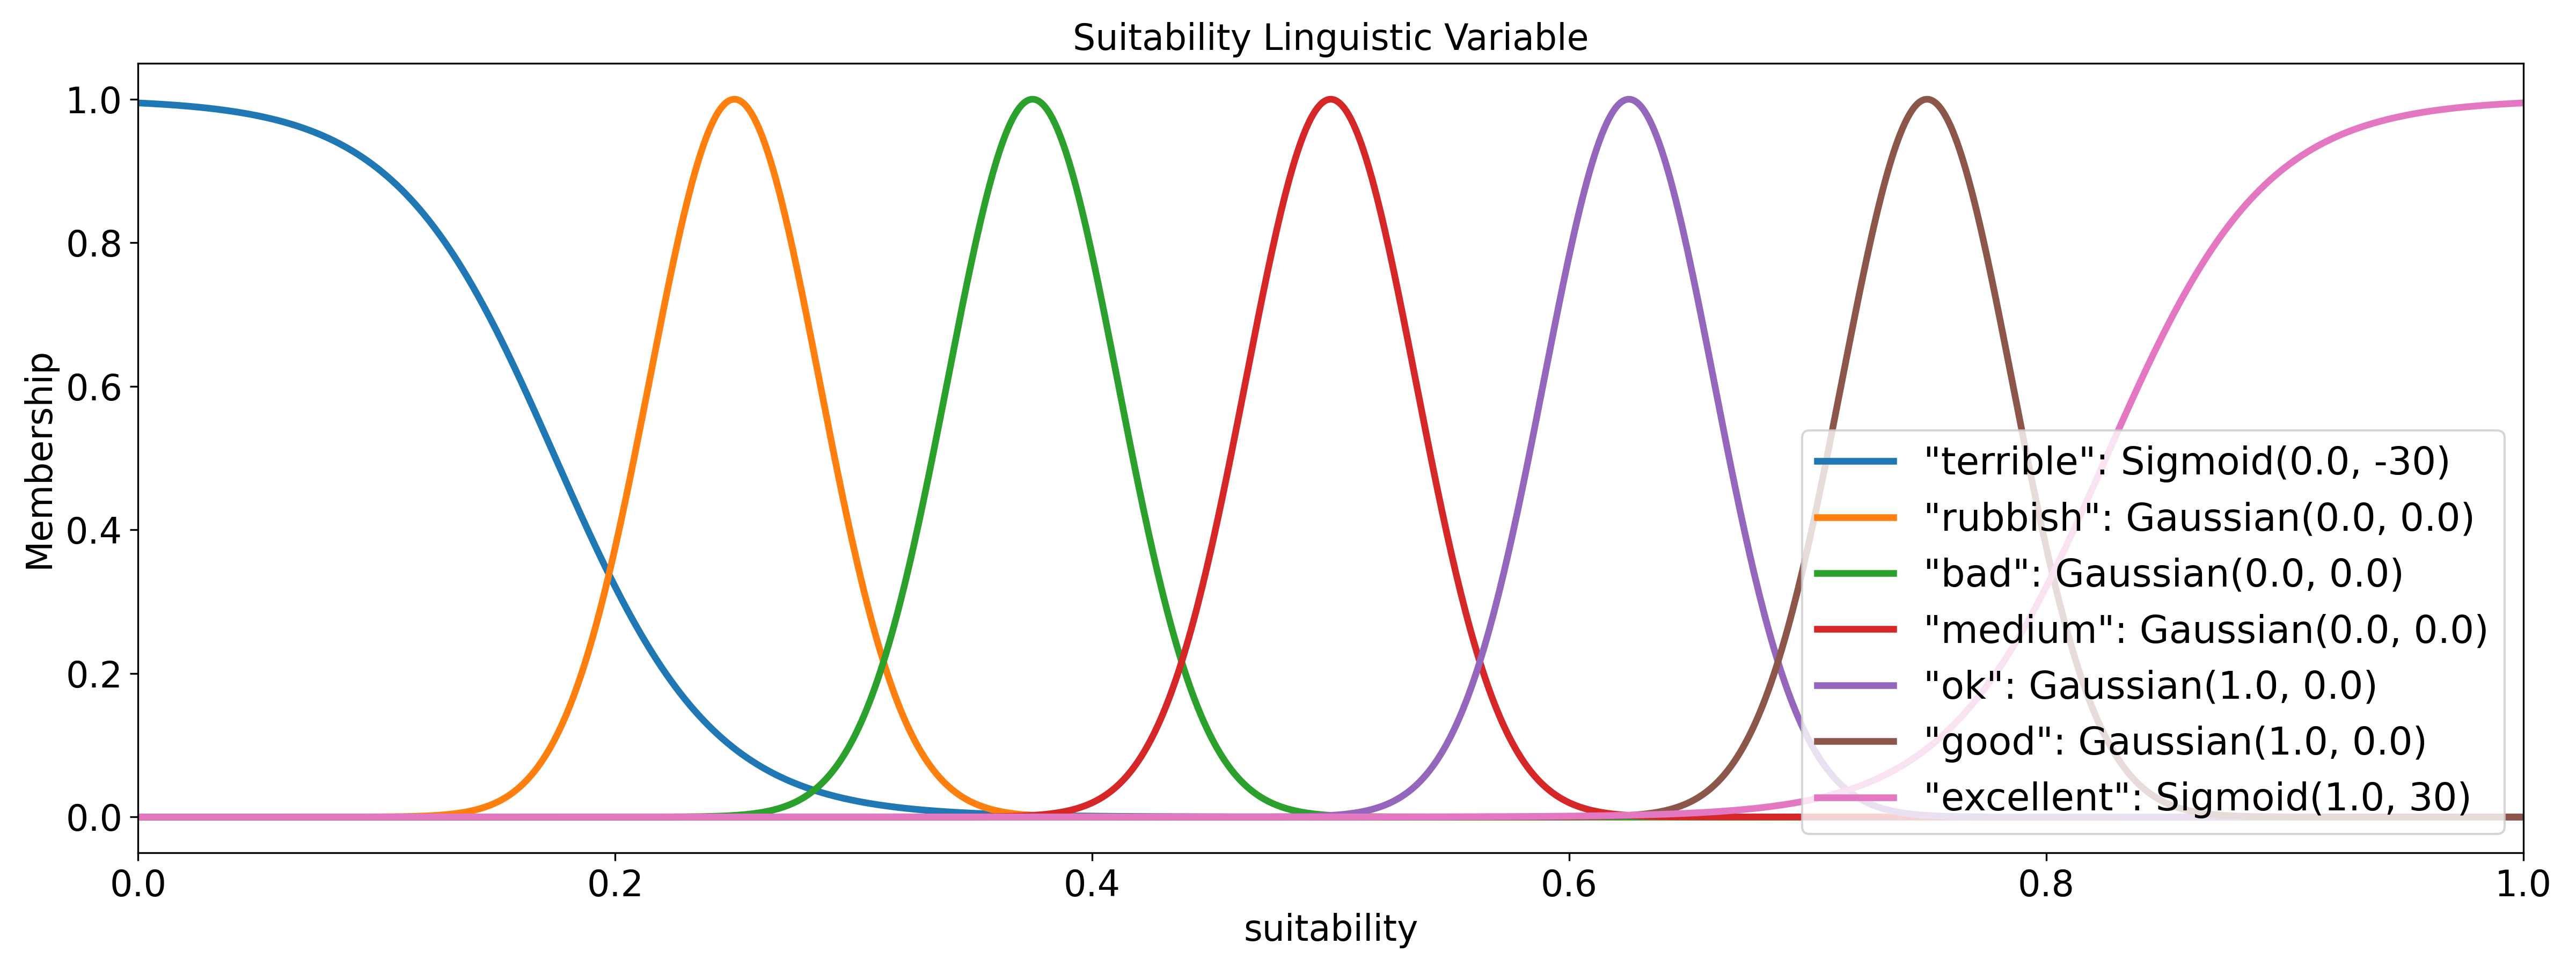 Suitability Linguistic Variable
Membership
1.0
0.8
0.6
0.4
0.2
0.0
"terrible": Sigmoid(0.0, -30)
"rubbish": Gaussian(0.0, 0.0)
"bad": Gaussian(0.0, 0.0)
"medium": Gaussian(0.0, 0.0)
"ok": Gaussian(1.0, 0.0)
"good": Gaussian(1.0, 0.0)
"excellent": Sigmoid(1.0, 30)
0.0 0.2 0.4 0.6 0.8 1.0
suitability